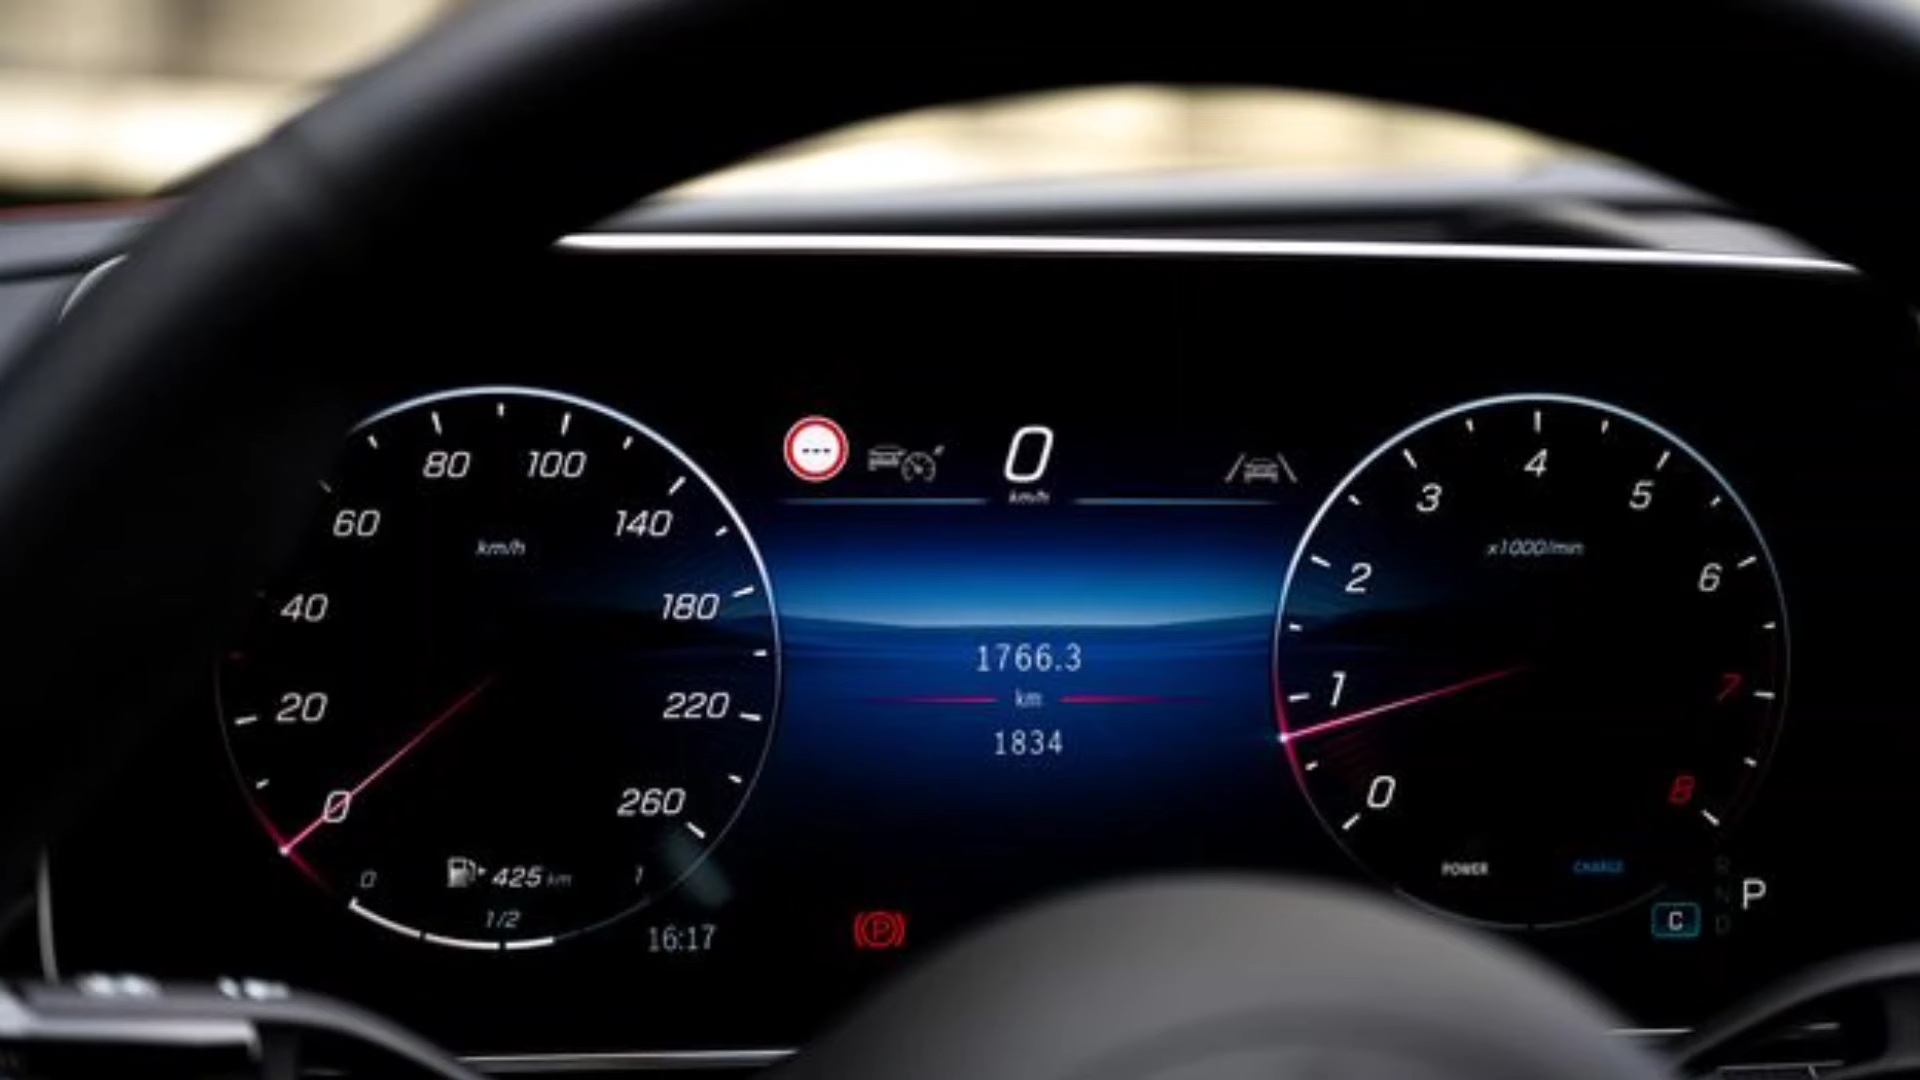 80 100
60 140
km/h
40 180
20 220
0 260
0 425 km 1
1/2
16:17
---
0
km/h
1766.3
km
1834
P
4
3 5
x1000/min
2 6
1 7
0 8
POWER CHARGE
R
N
D
P
C